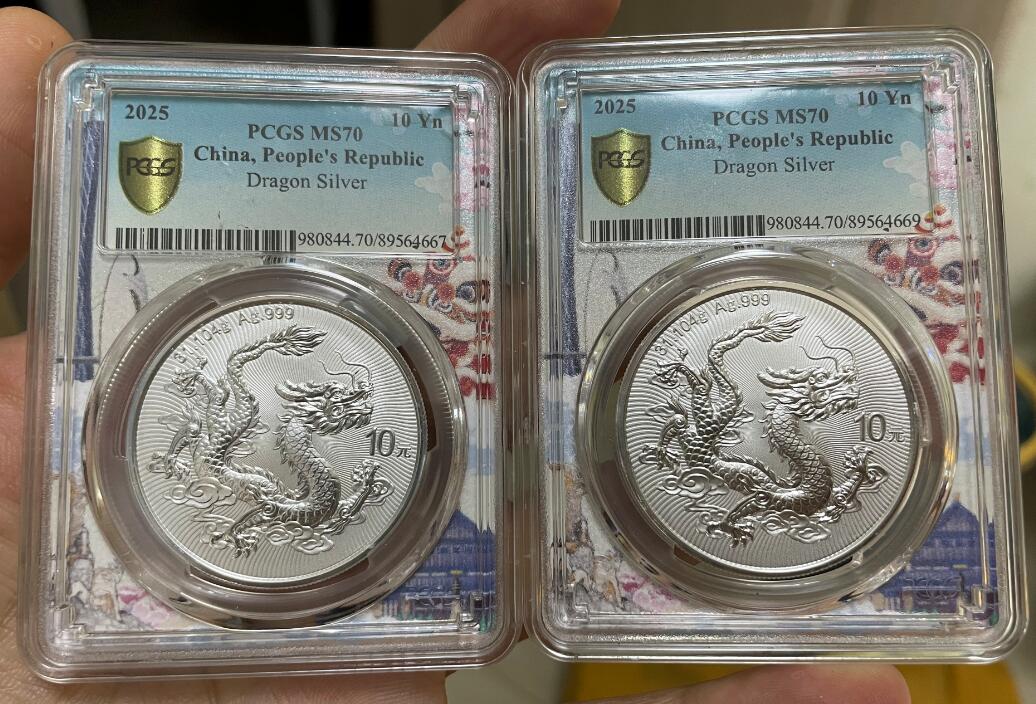 2025
10 Yn
PCGS MS70
China, People's Republic
Dragon Silver
PCGS
980844.70/89564667
31.104g Ag.999
10元
2025
10 Yn
PCGS MS70
China, People's Republic
Dragon Silver
PCGS
980844.70/89564669
31.104g Ag.999
10元